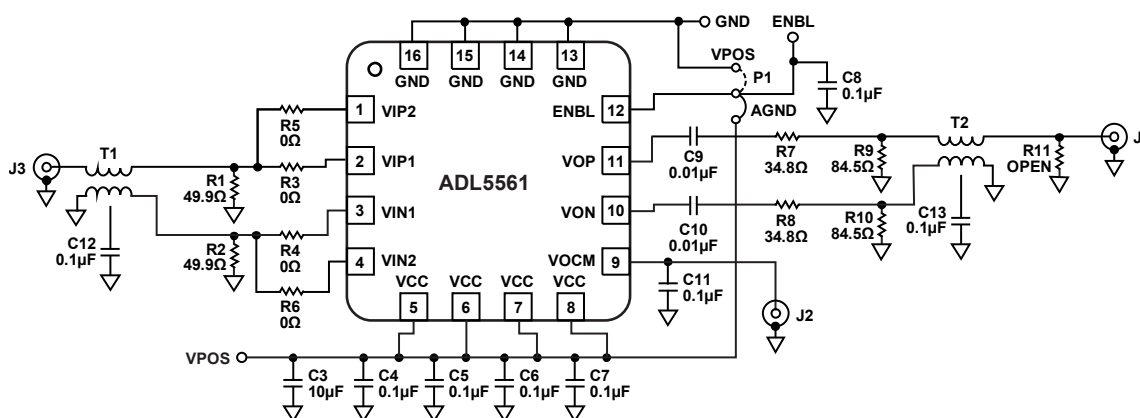 GND
ENBL
16 15 14 13
GND GND GND GND
VPOS
P1
C8
0.1µF
AGND
1 VIP2
ENBL 12
R5
0Ω
T1
J3
2 VIP1
R3
0Ω
R1
49.9Ω
ADL5561
VOP 11
C9
0.01µF
R7
34.8Ω
R9
84.5Ω
T2
R11
OPEN
J
3 VIN1
R4
0Ω
R2
49.9Ω
C12
0.1µF
VON 10
C10
0.01µF
R8
34.8Ω
R10
84.5Ω
C13
0.1µF
4 VIN2
R6
0Ω
VOCM 9
C11
0.1µF
J2
VCC VCC VCC VCC
5 6 7 8
VPOS
C3
10µF
C4
0.1µF
C5
0.1µF
C6
0.1µF
C7
0.1µF